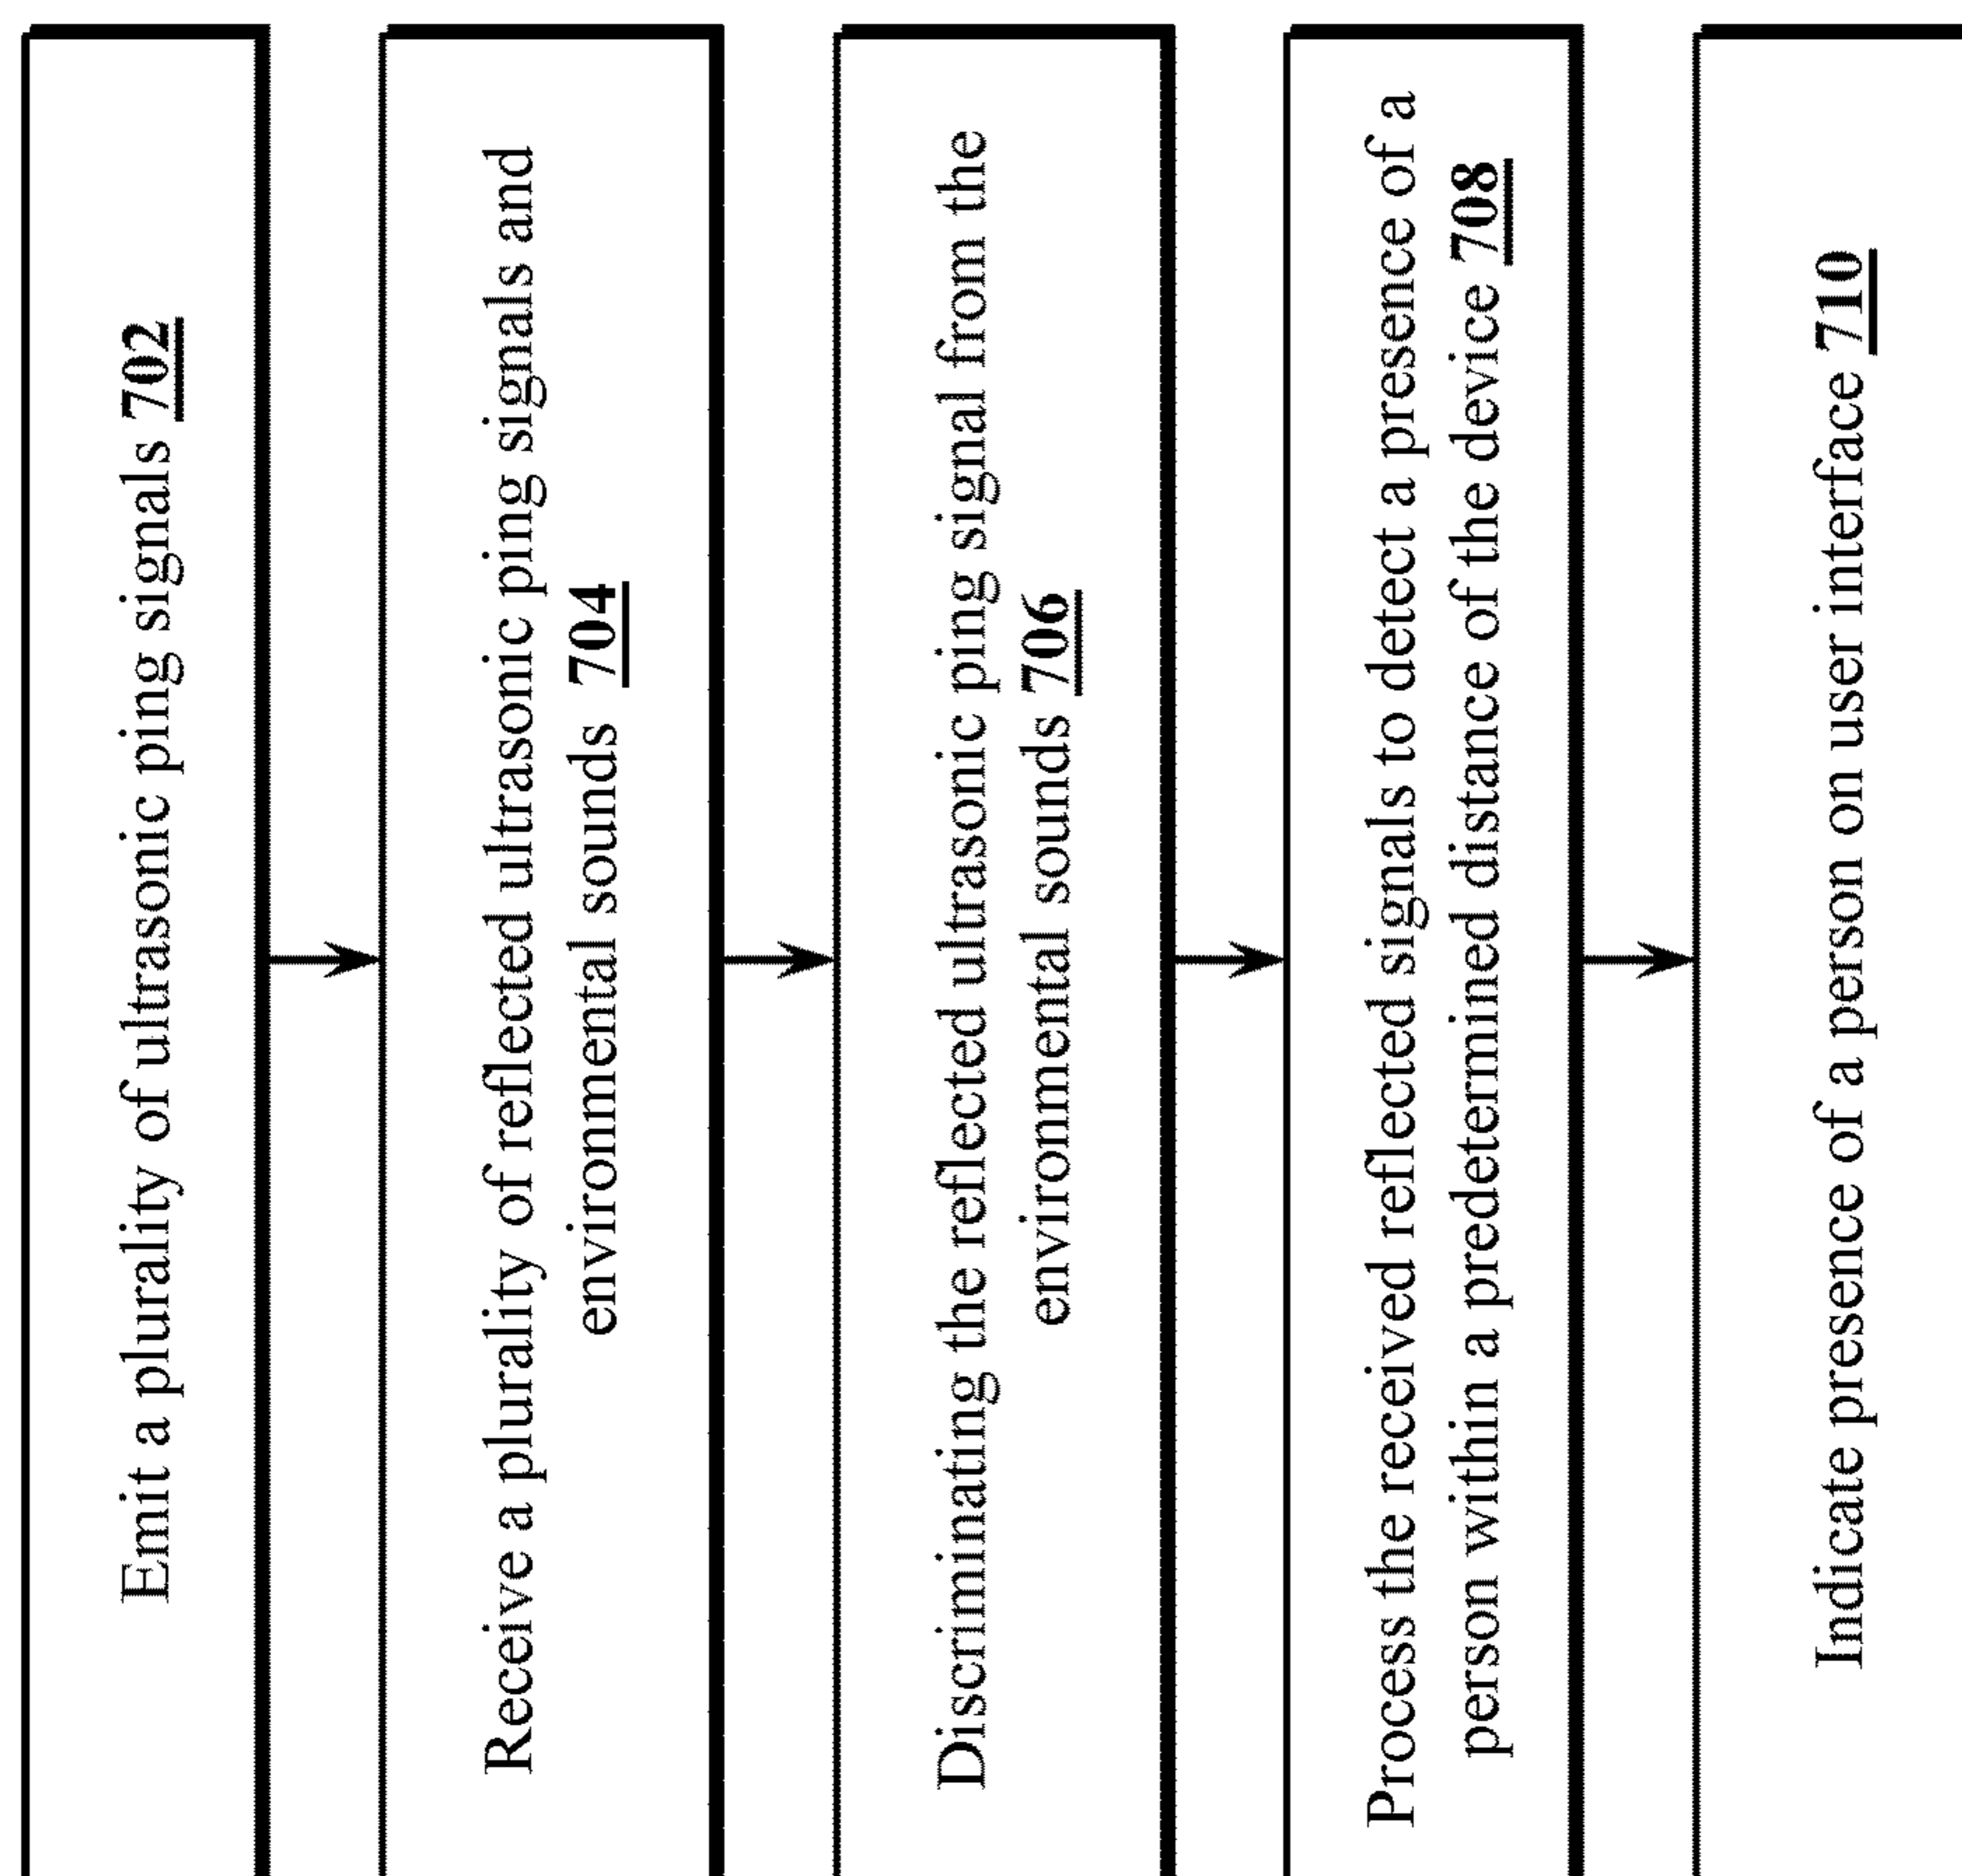 Emit a plurality of ultrasonic ping signals 702
Receive a plurality of reflected ultrasonic ping signals and
environmental sounds 704
Discriminating the reflected ultrasonic ping signal from the
environmental sounds 706
Process the received reflected signals to detect a presence of a
person within a predetermined distance of the device 708
Indicate presence of a person on user interface 710